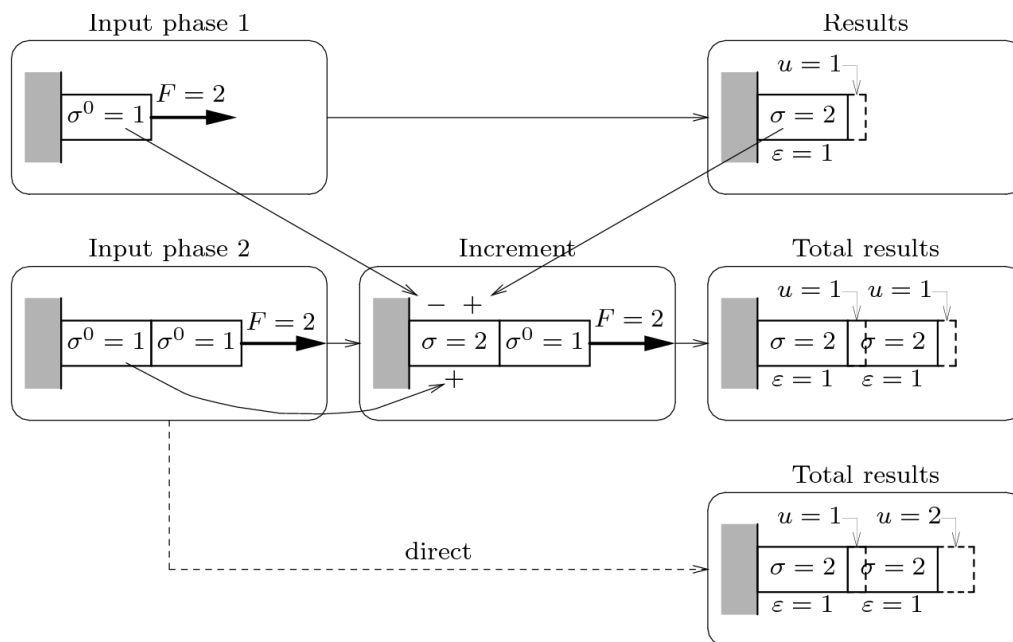 Input phase 1
Results
σ⁰ = 1
F = 2
u = 1
σ = 2
ε = 1
Input phase 2
Increment
Total results
σ⁰ = 1
σ⁰ = 1
F = 2
− +
σ = 2
σ⁰ = 1
+
F = 2
u = 1
u = 1
σ = 2
σ = 2
ε = 1
ε = 1
Total results
direct
u = 1
u = 2
σ = 2
σ = 2
ε = 1
ε = 1